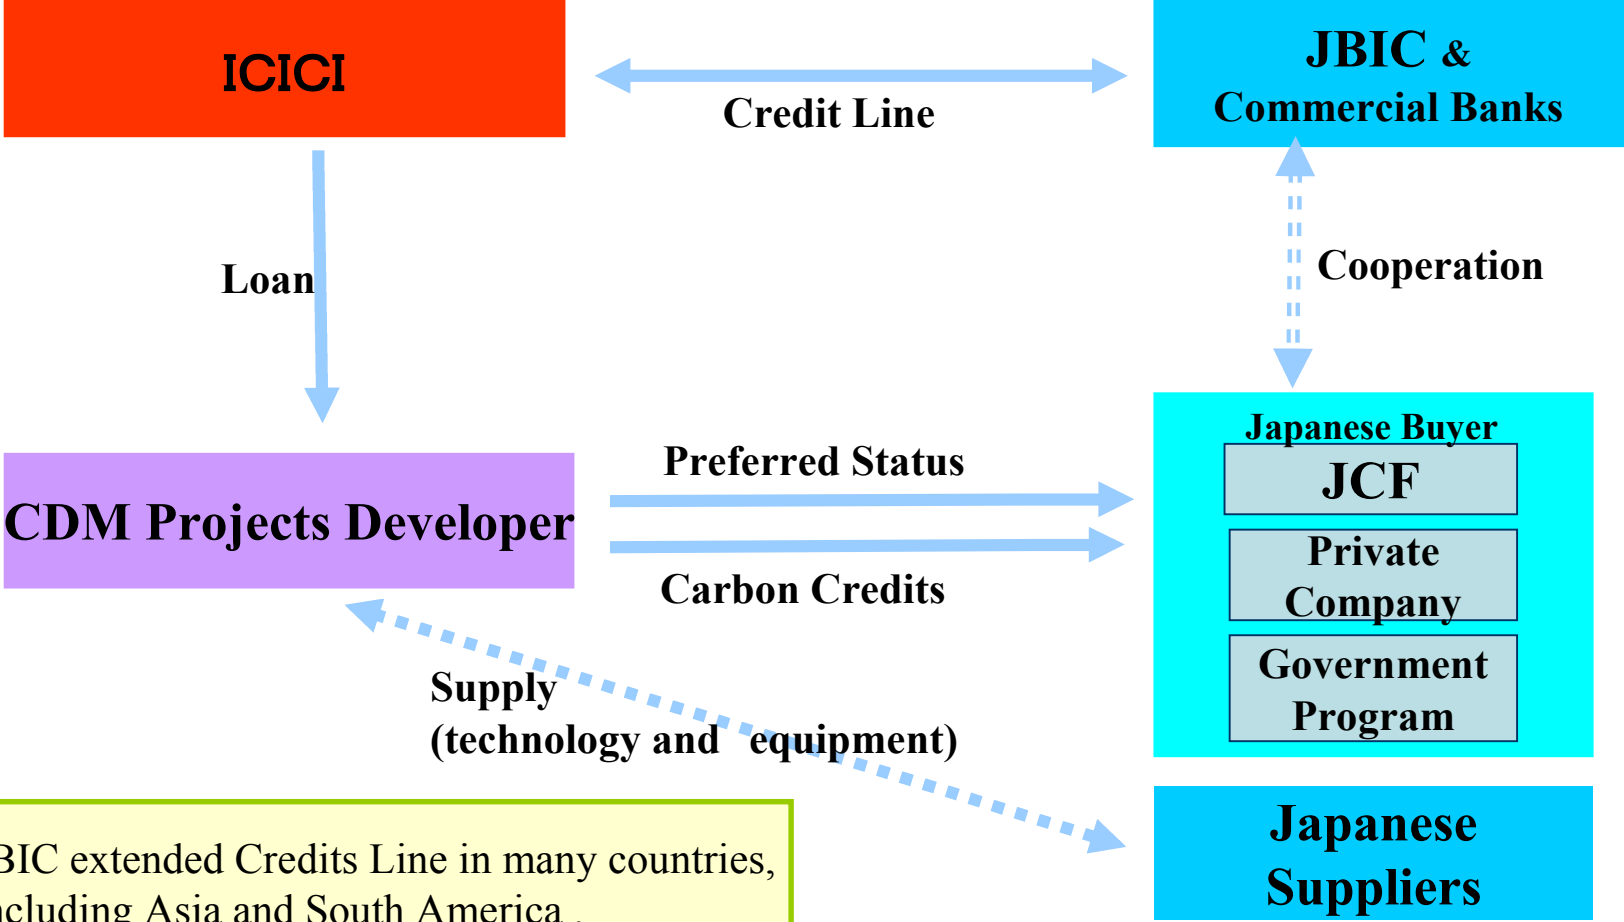 ICICI
JBIC &
Commercial Banks
Credit Line
Loan
Cooperation
Japanese Buyer
JCF
Preferred Status
CDM Projects Developer
Private
Company
Carbon Credits
Government
Program
Supply
(technology and equipment)
Japanese
Suppliers
extended Credits Line in many countries,
Asia and South America .